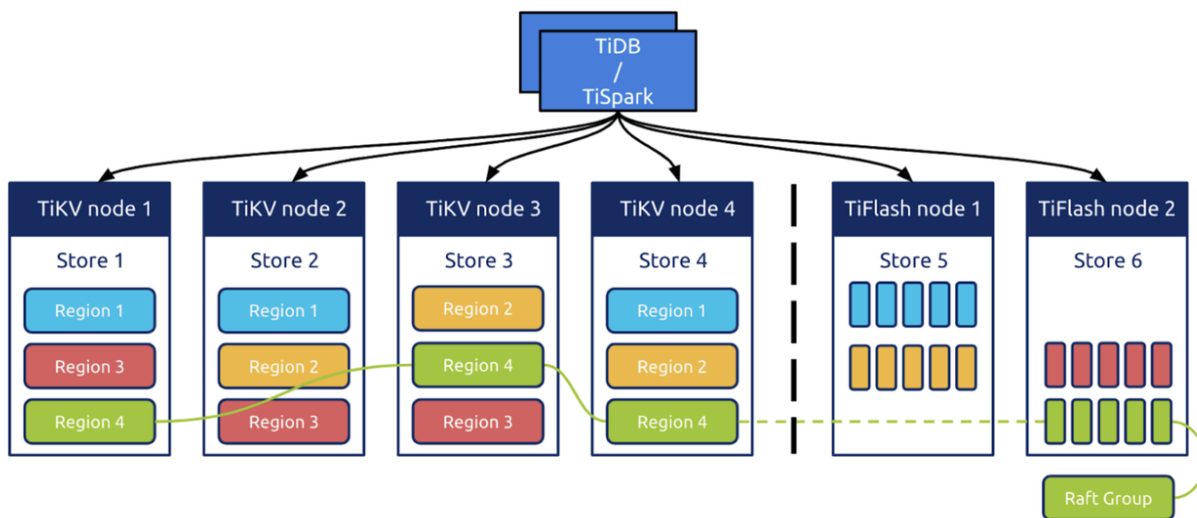 TiDB
/
TiSpark
TiKV node 1
TiKV node 2
TiKV node 3
TiKV node 4
TiFlash node 1
TiFlash node 2
Store 1
Store 2
Store 3
Store 4
Store 5
Store 6
Region 1
Region 3
Region 4
Region 1
Region 2
Region 3
Region 2
Region 4
Region 3
Region 1
Region 2
Region 4
Raft Group